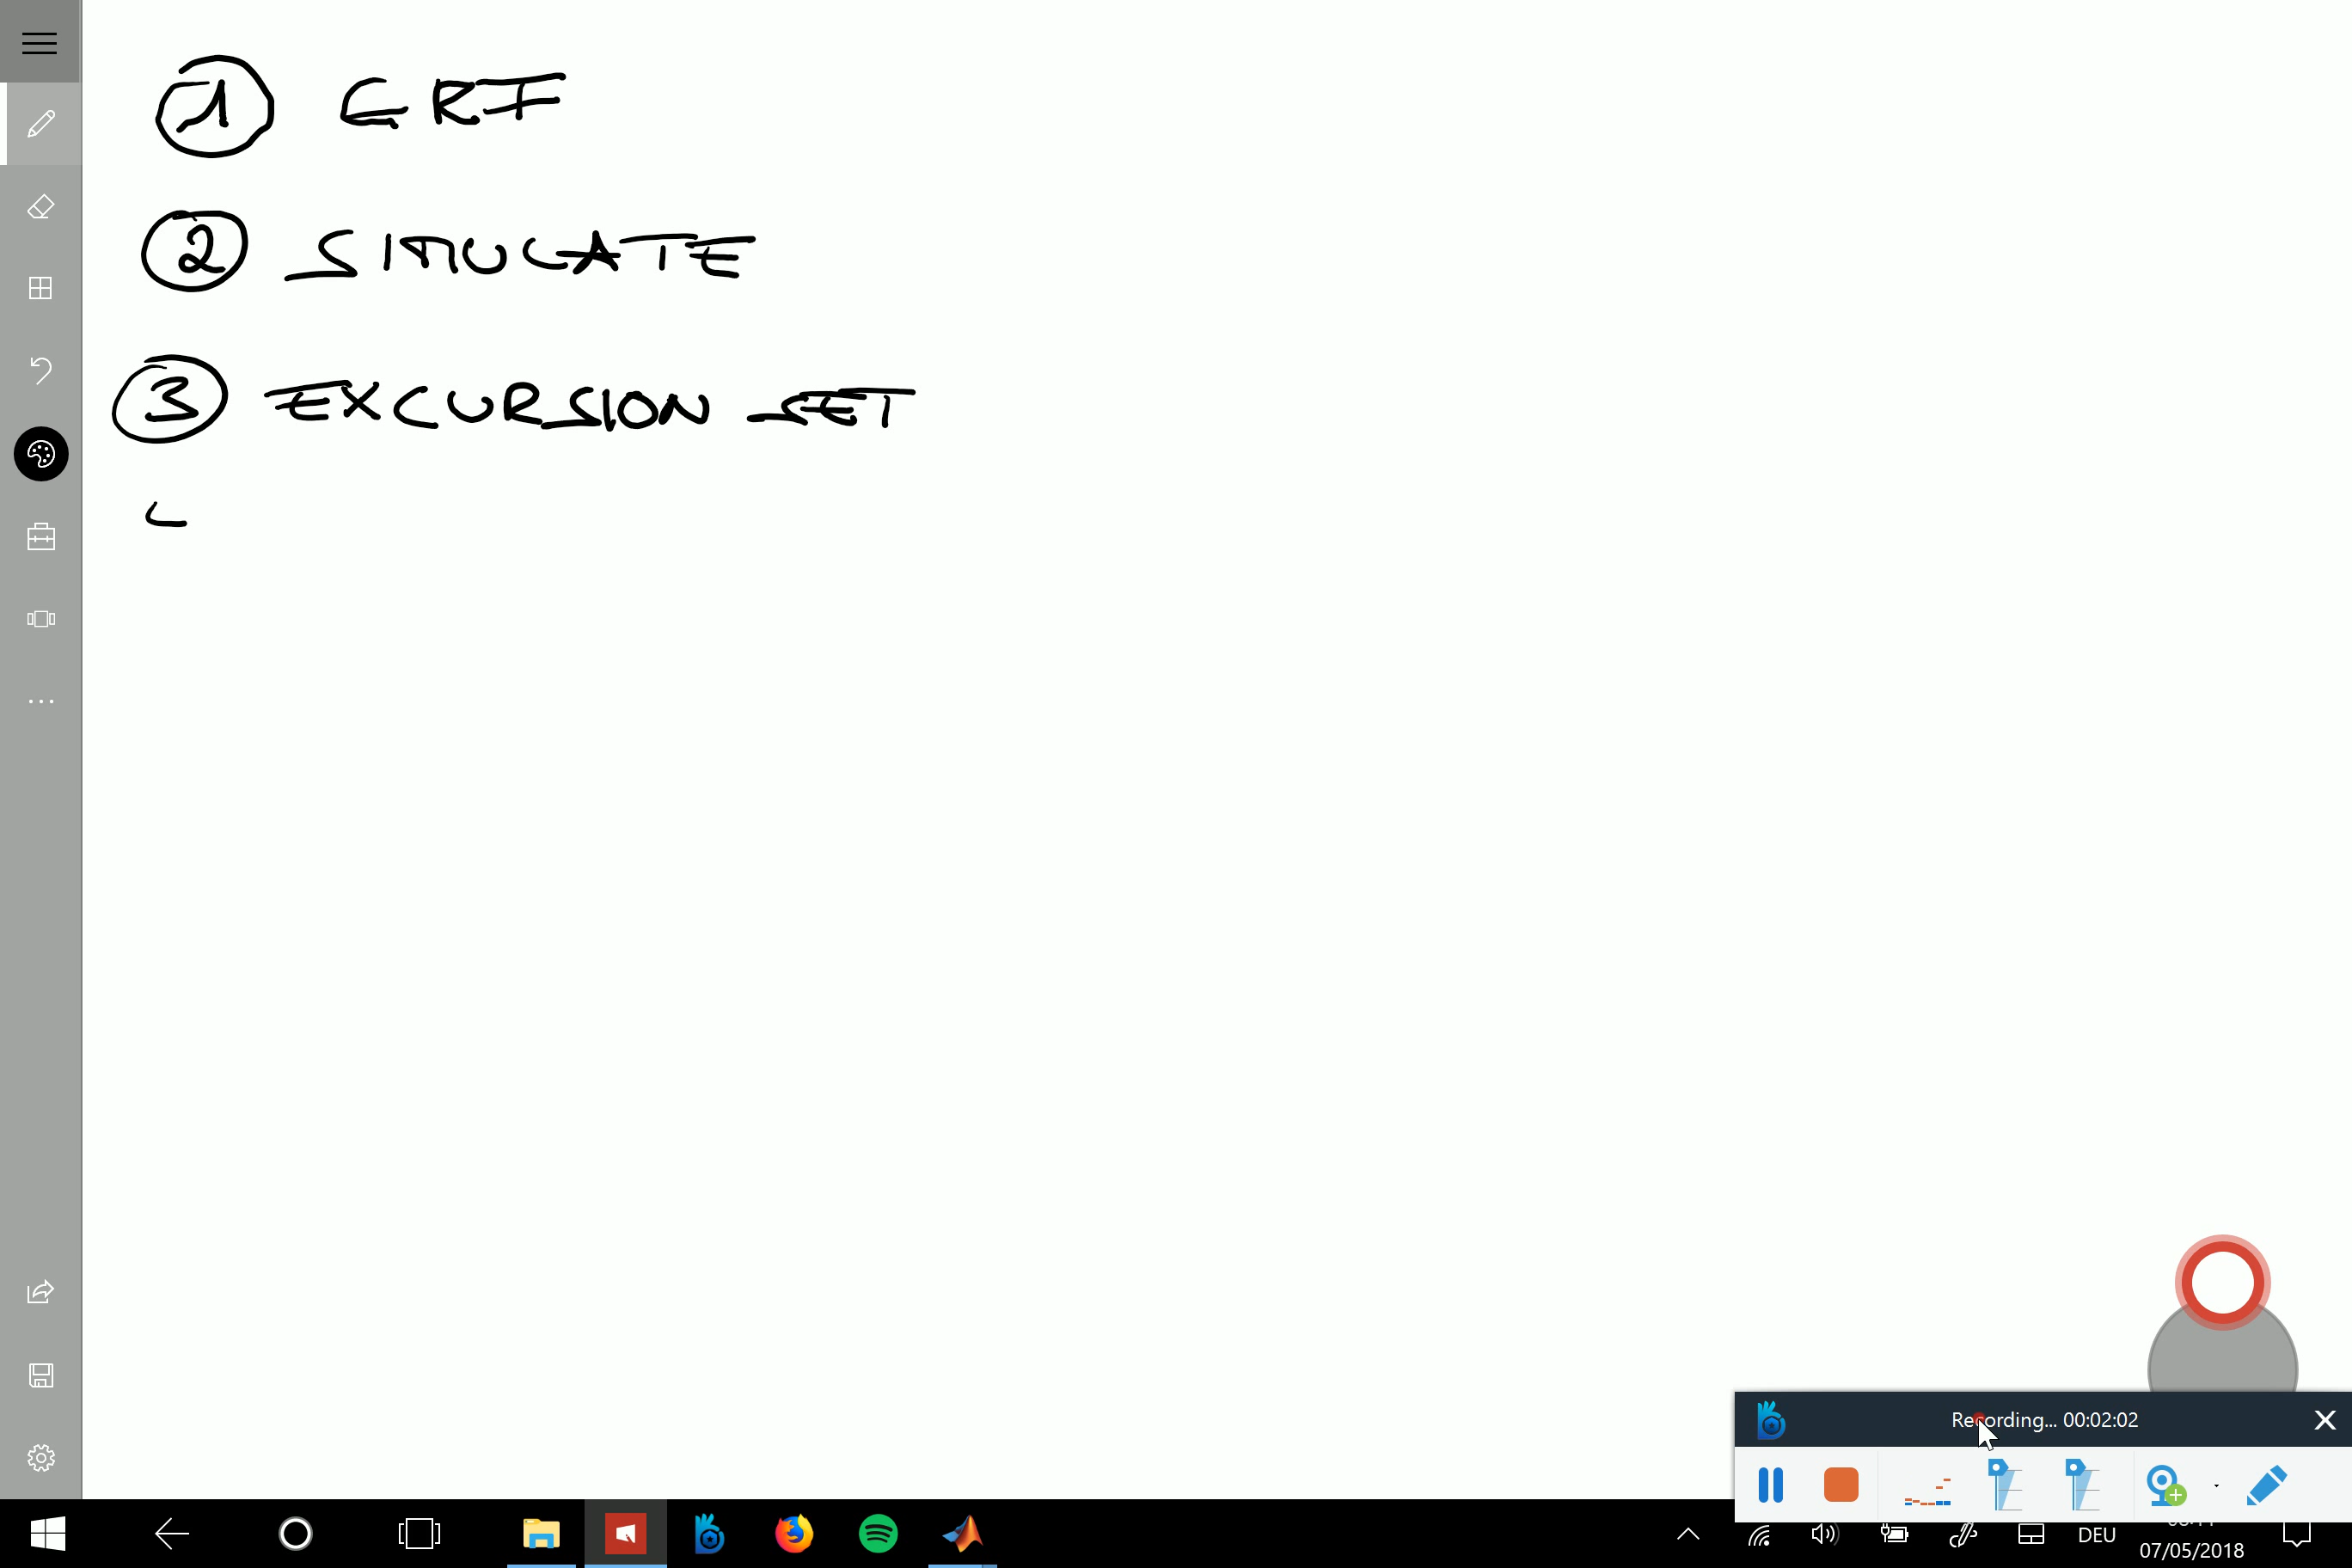 1 GRF
2 SIMULATE
3 EXCURSION SET
Recording... 00:02:02
DEU
07/05/2018